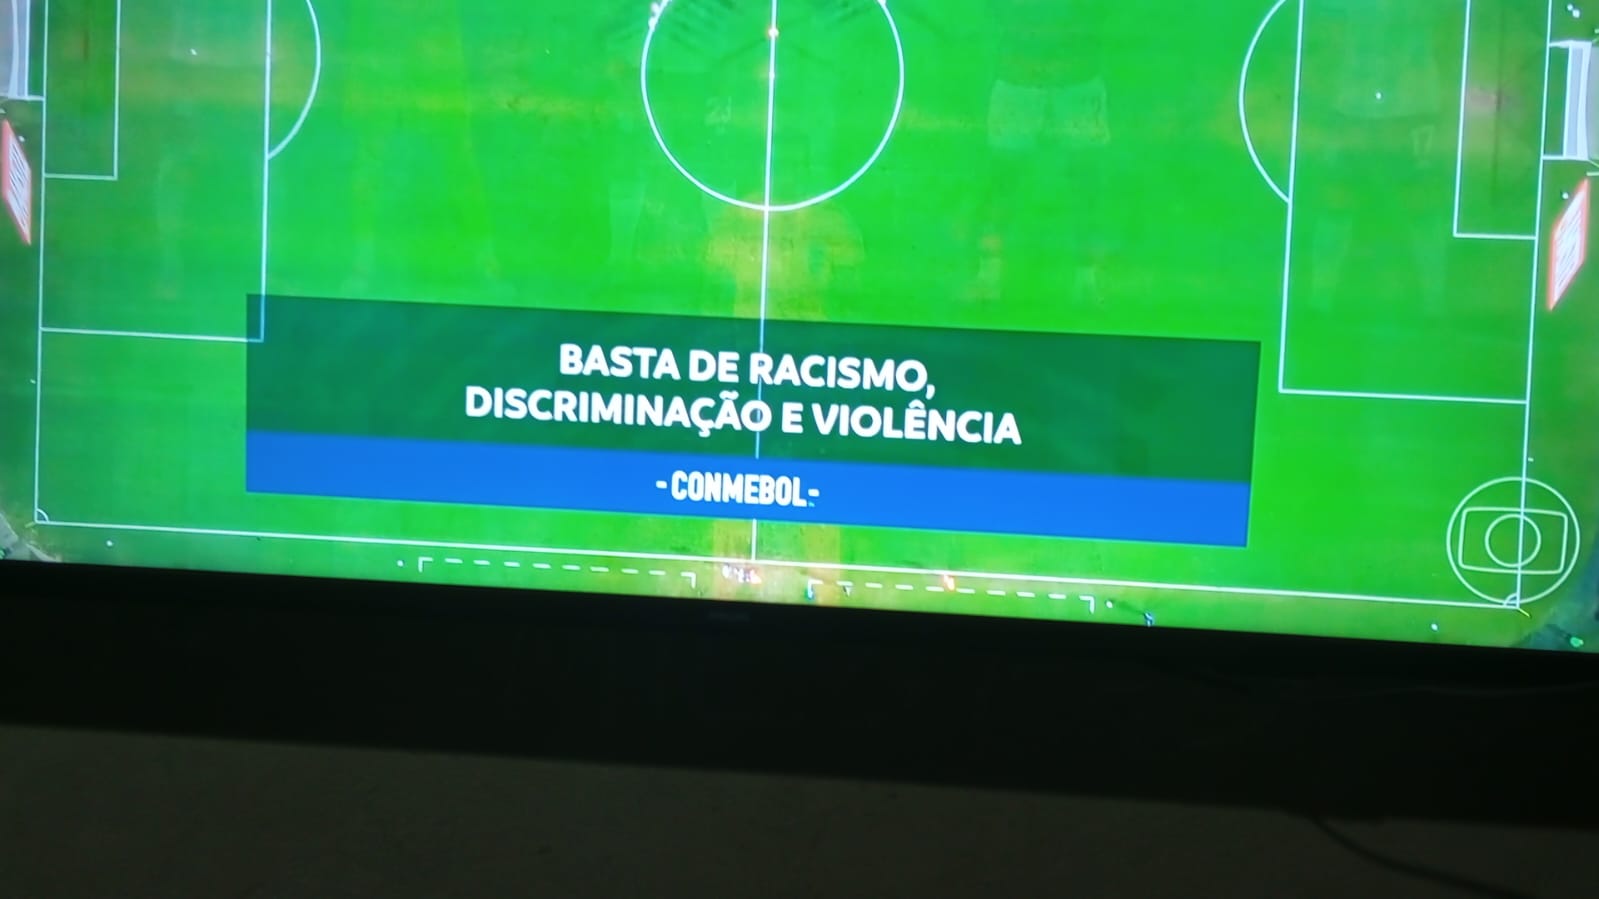 BASTA DE RACISMO,
DISCRIMINAÇÃO E VIOLÊNCIA
-CONMEBOL-